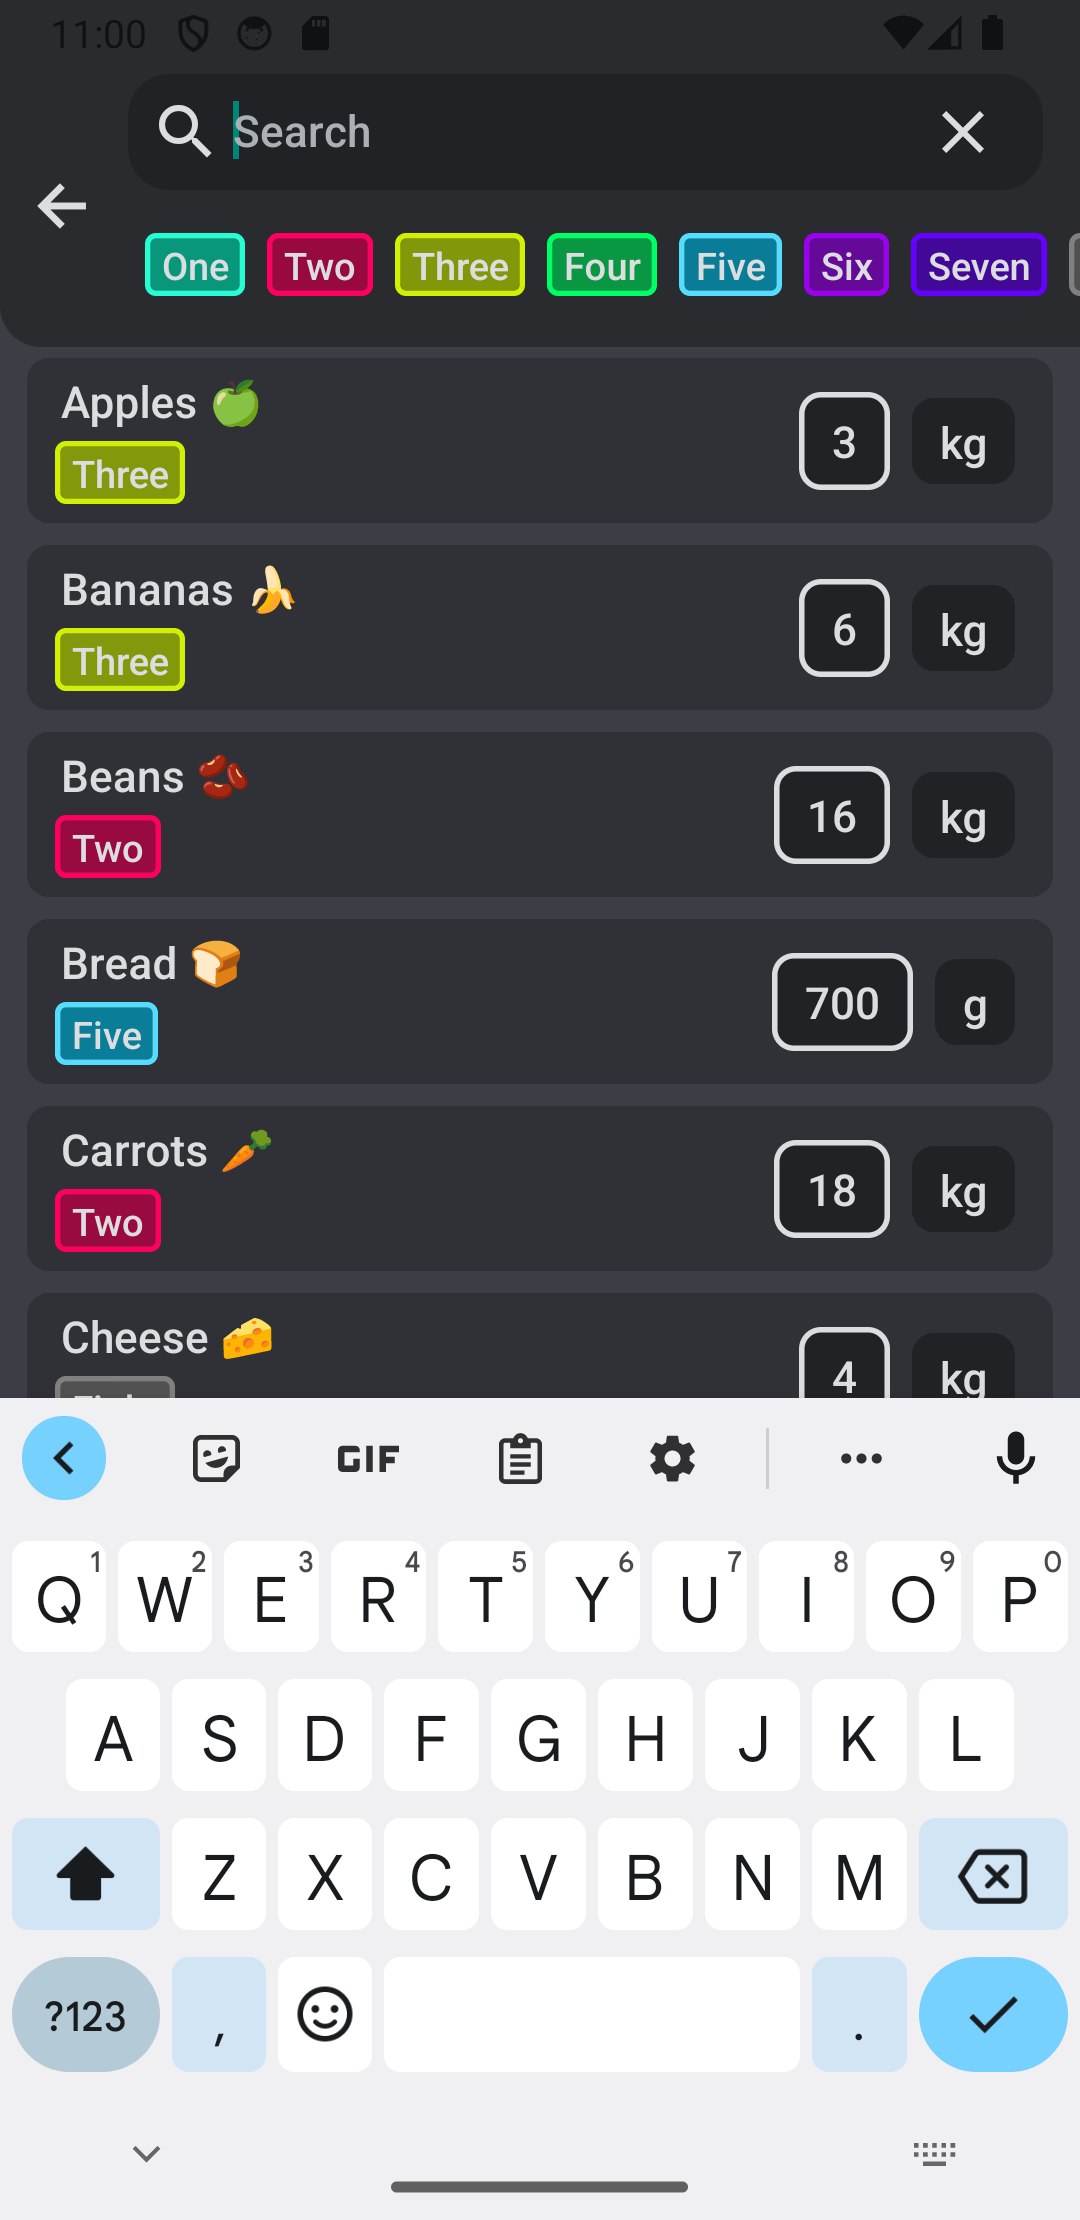 11:00
Search
One Two Three Four Five Six Seven
Apples 🍏
Three
3 kg
Bananas 🍌
Three
6 kg
Beans 🫘
Two
16 kg
Bread 🍞
Five
700 g
Carrots 🥕
Two
18 kg
Cheese 🧀
4 kg
GIF
Q 1 W 2 E 3 R 4 T 5 Y 6 U 7 I 8 O 9 P 0
A S D F G H J K L
Z X C V B N M
?123 , .